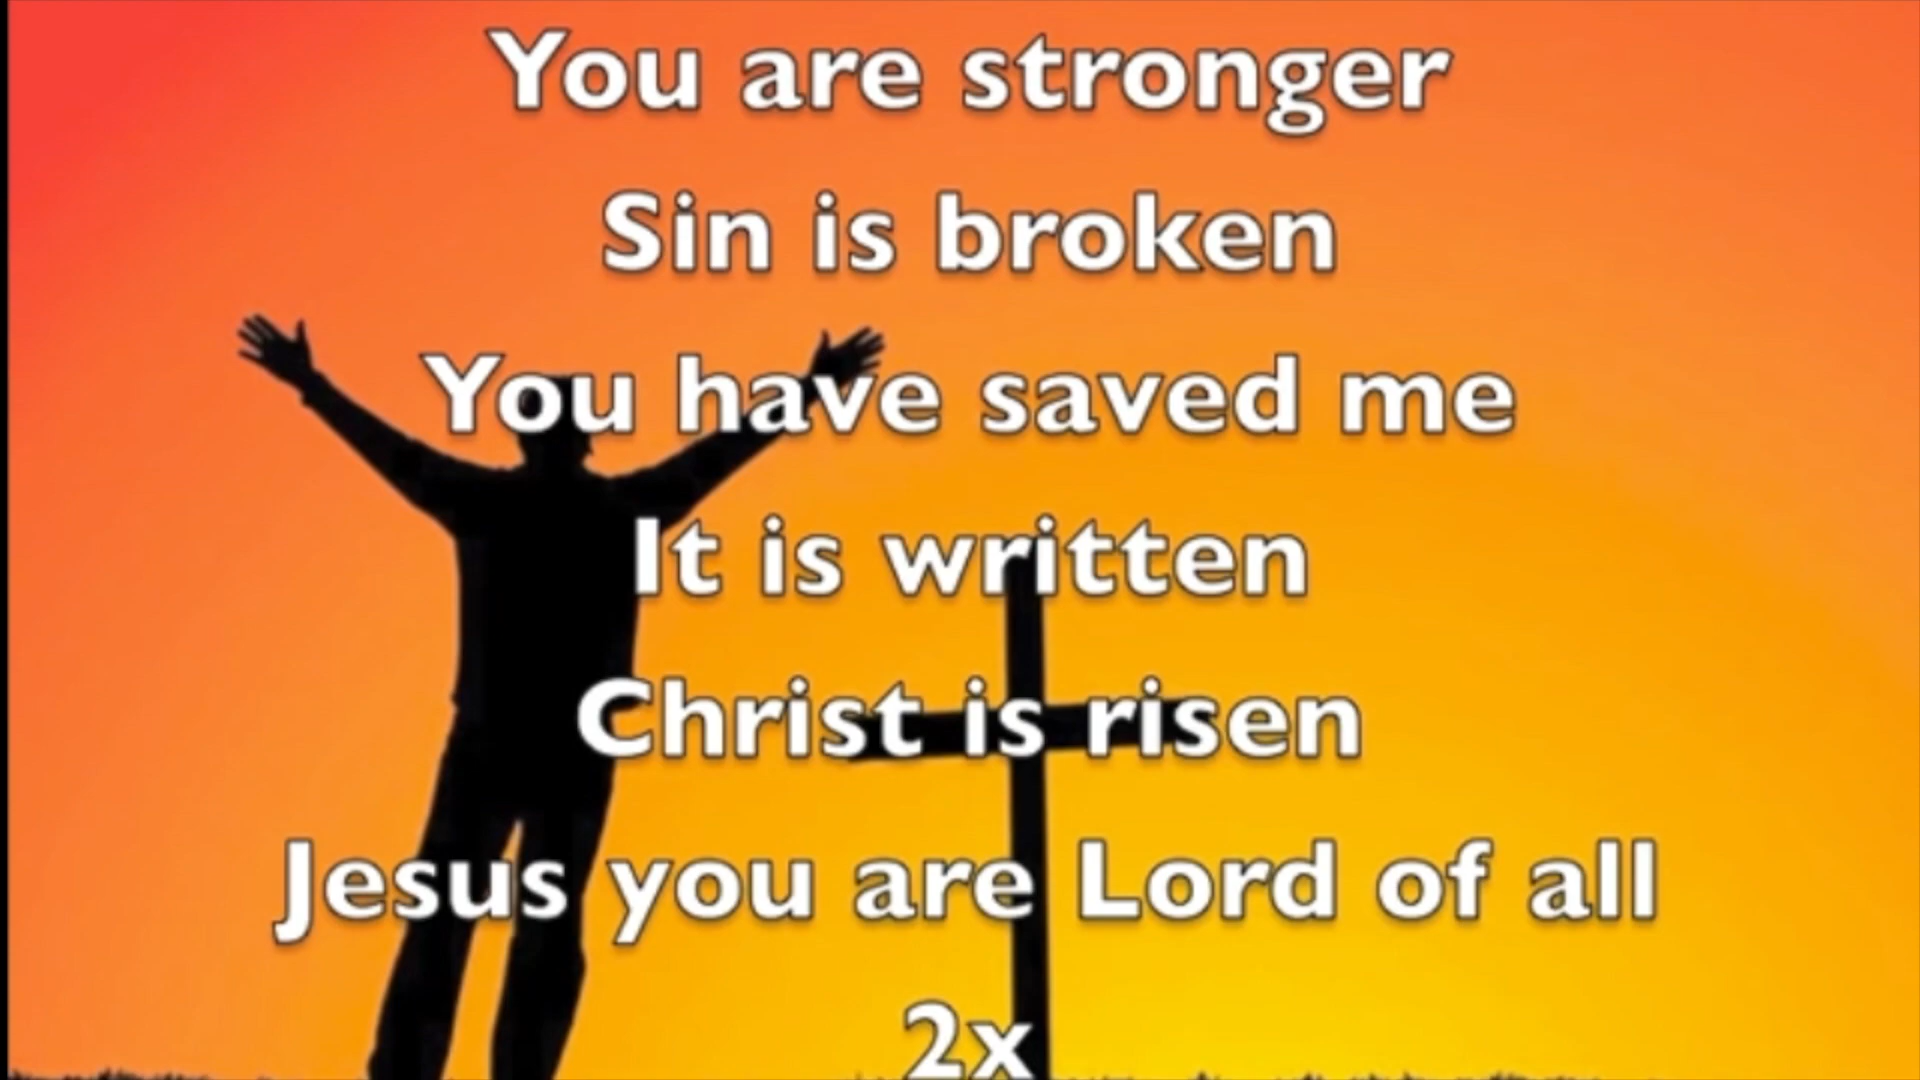 You are stronger
Sin is broken
You have saved me
It is written
Christ is risen
Jesus you are Lord of all
2x